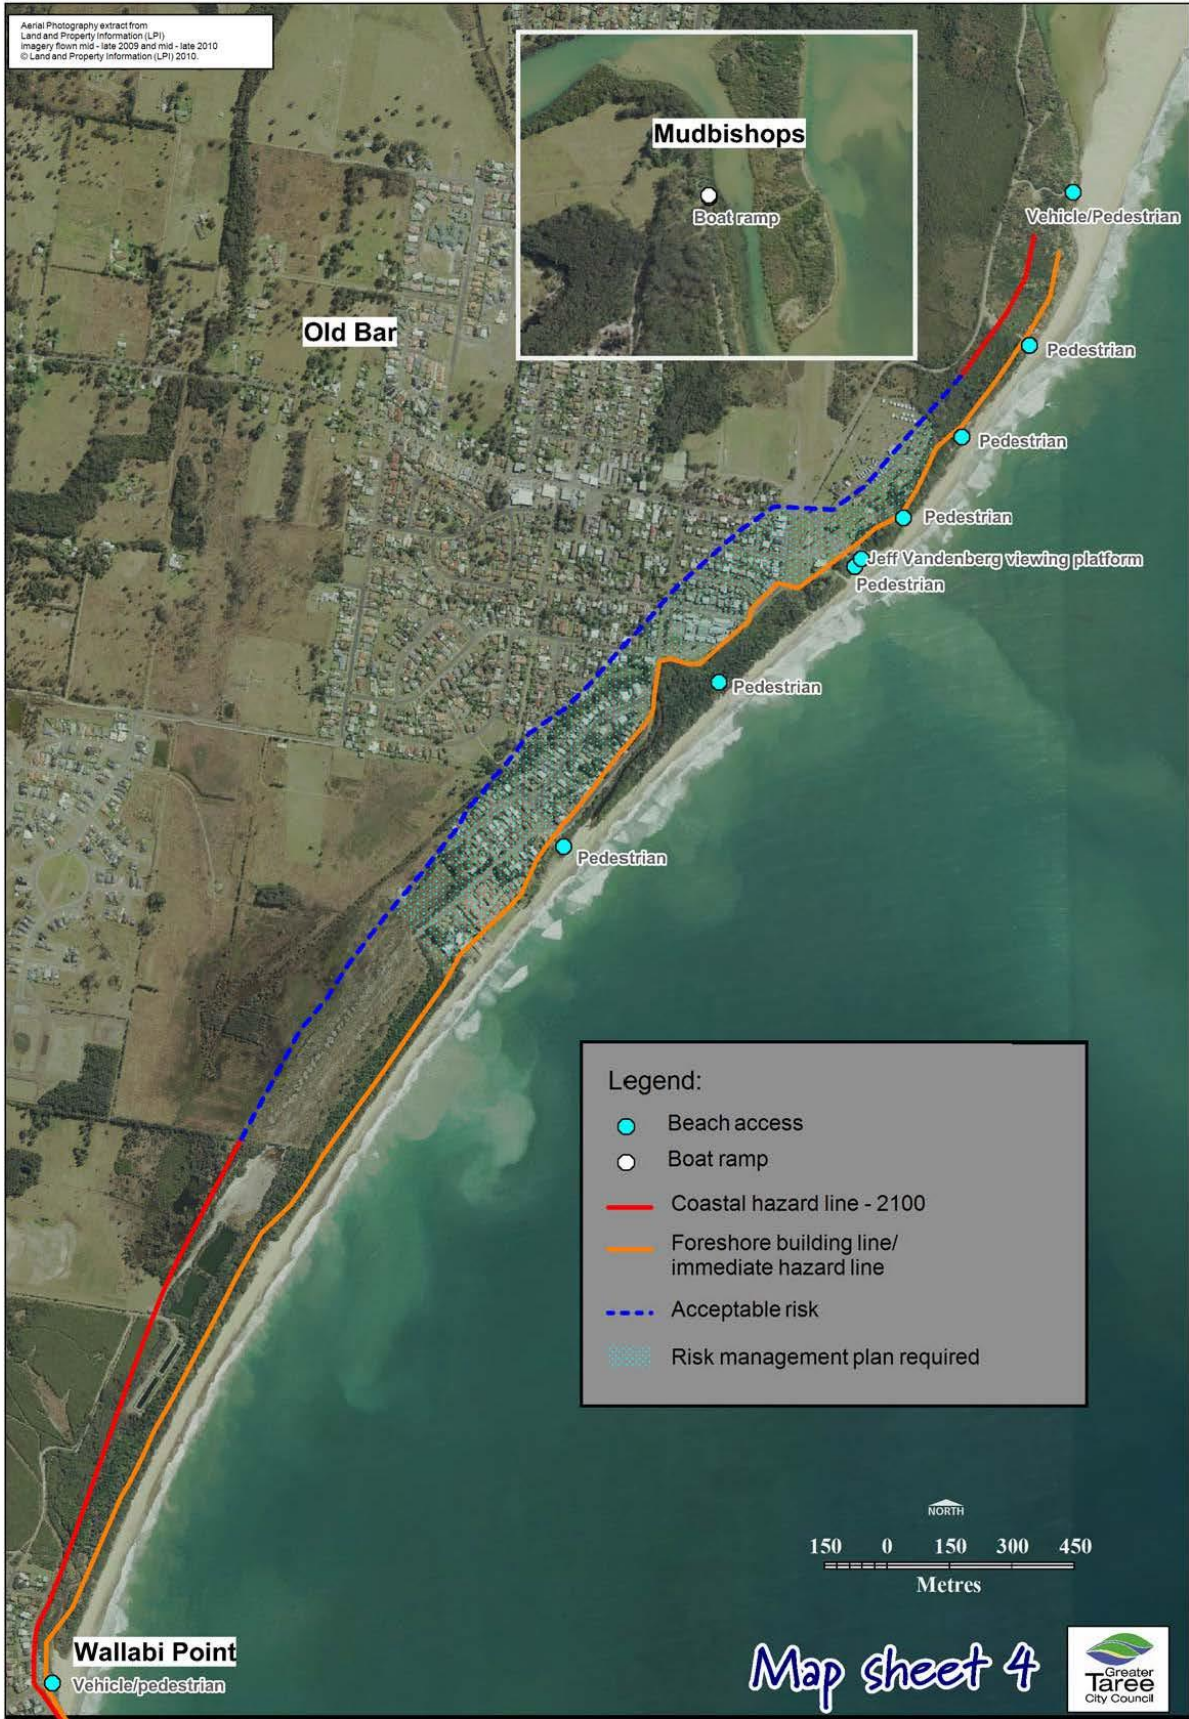 Aerial Photography extract from
Land and Property Information (LPI)
Imagery flown mid - late 2009 and mid - late 2010
© Land and Property Information (LPI) 2010.
Mudbishops
Boat ramp
Vehicle/Pedestrian
Old Bar
Pedestrian
Pedestrian
Pedestrian
Jeff Vandenberg viewing platform
Pedestrian
Pedestrian
Pedestrian
Legend:
Beach access
Boat ramp
Coastal hazard line - 2100
Foreshore building line/
immediate hazard line
Acceptable risk
Risk management plan required
NORTH
150 0 150 300 450
Metres
Wallabi Point
Vehicle/pedestrian
Map sheet 4
Greater
Taree
City Council